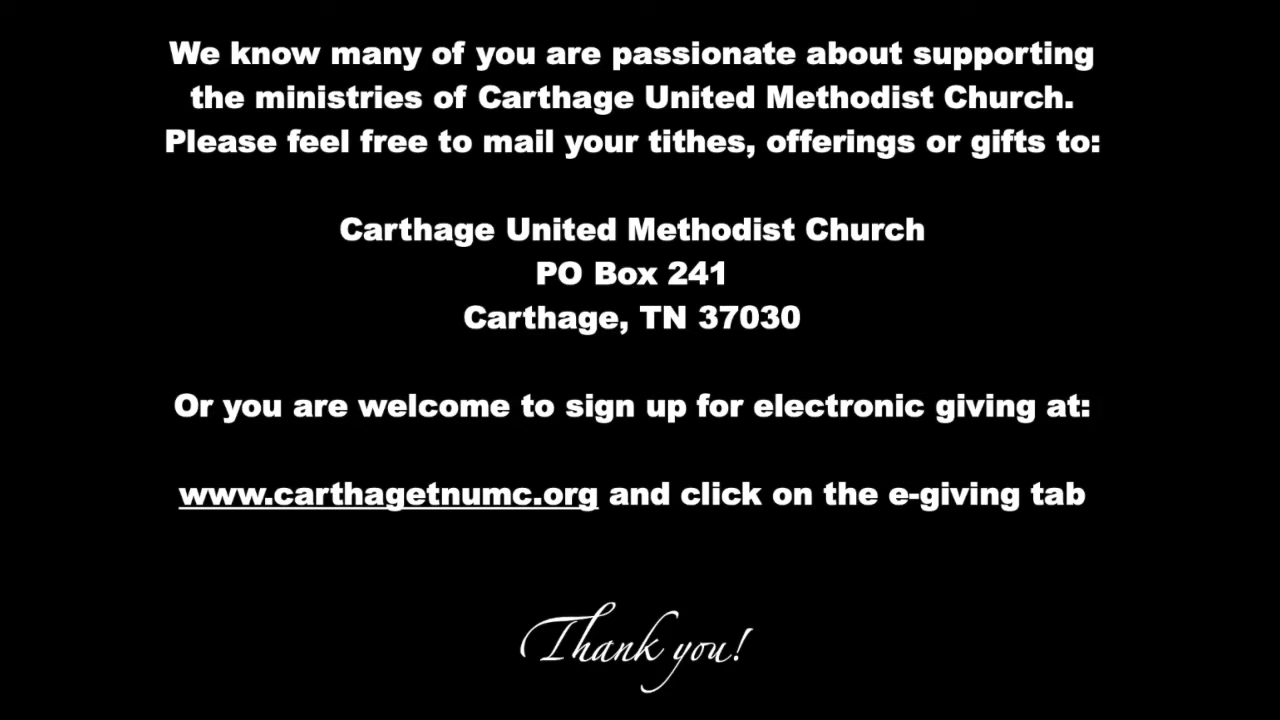 We know many of you are passionate about supporting
the ministries of Carthage United Methodist Church.
Please feel free to mail your tithes, offerings or gifts to:
Carthage United Methodist Church
PO Box 241
Carthage, TN 37030
Or you are welcome to sign up for electronic giving at:
www.carthagetnumc.org and click on the e-giving tab
Thank you!